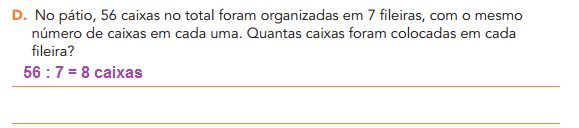 D. No pátio, 56 caixas no total foram organizadas em 7 fileiras, com o mesmo
número de caixas em cada uma. Quantas caixas foram colocadas em cada
fileira?
56 : 7 = 8 caixas